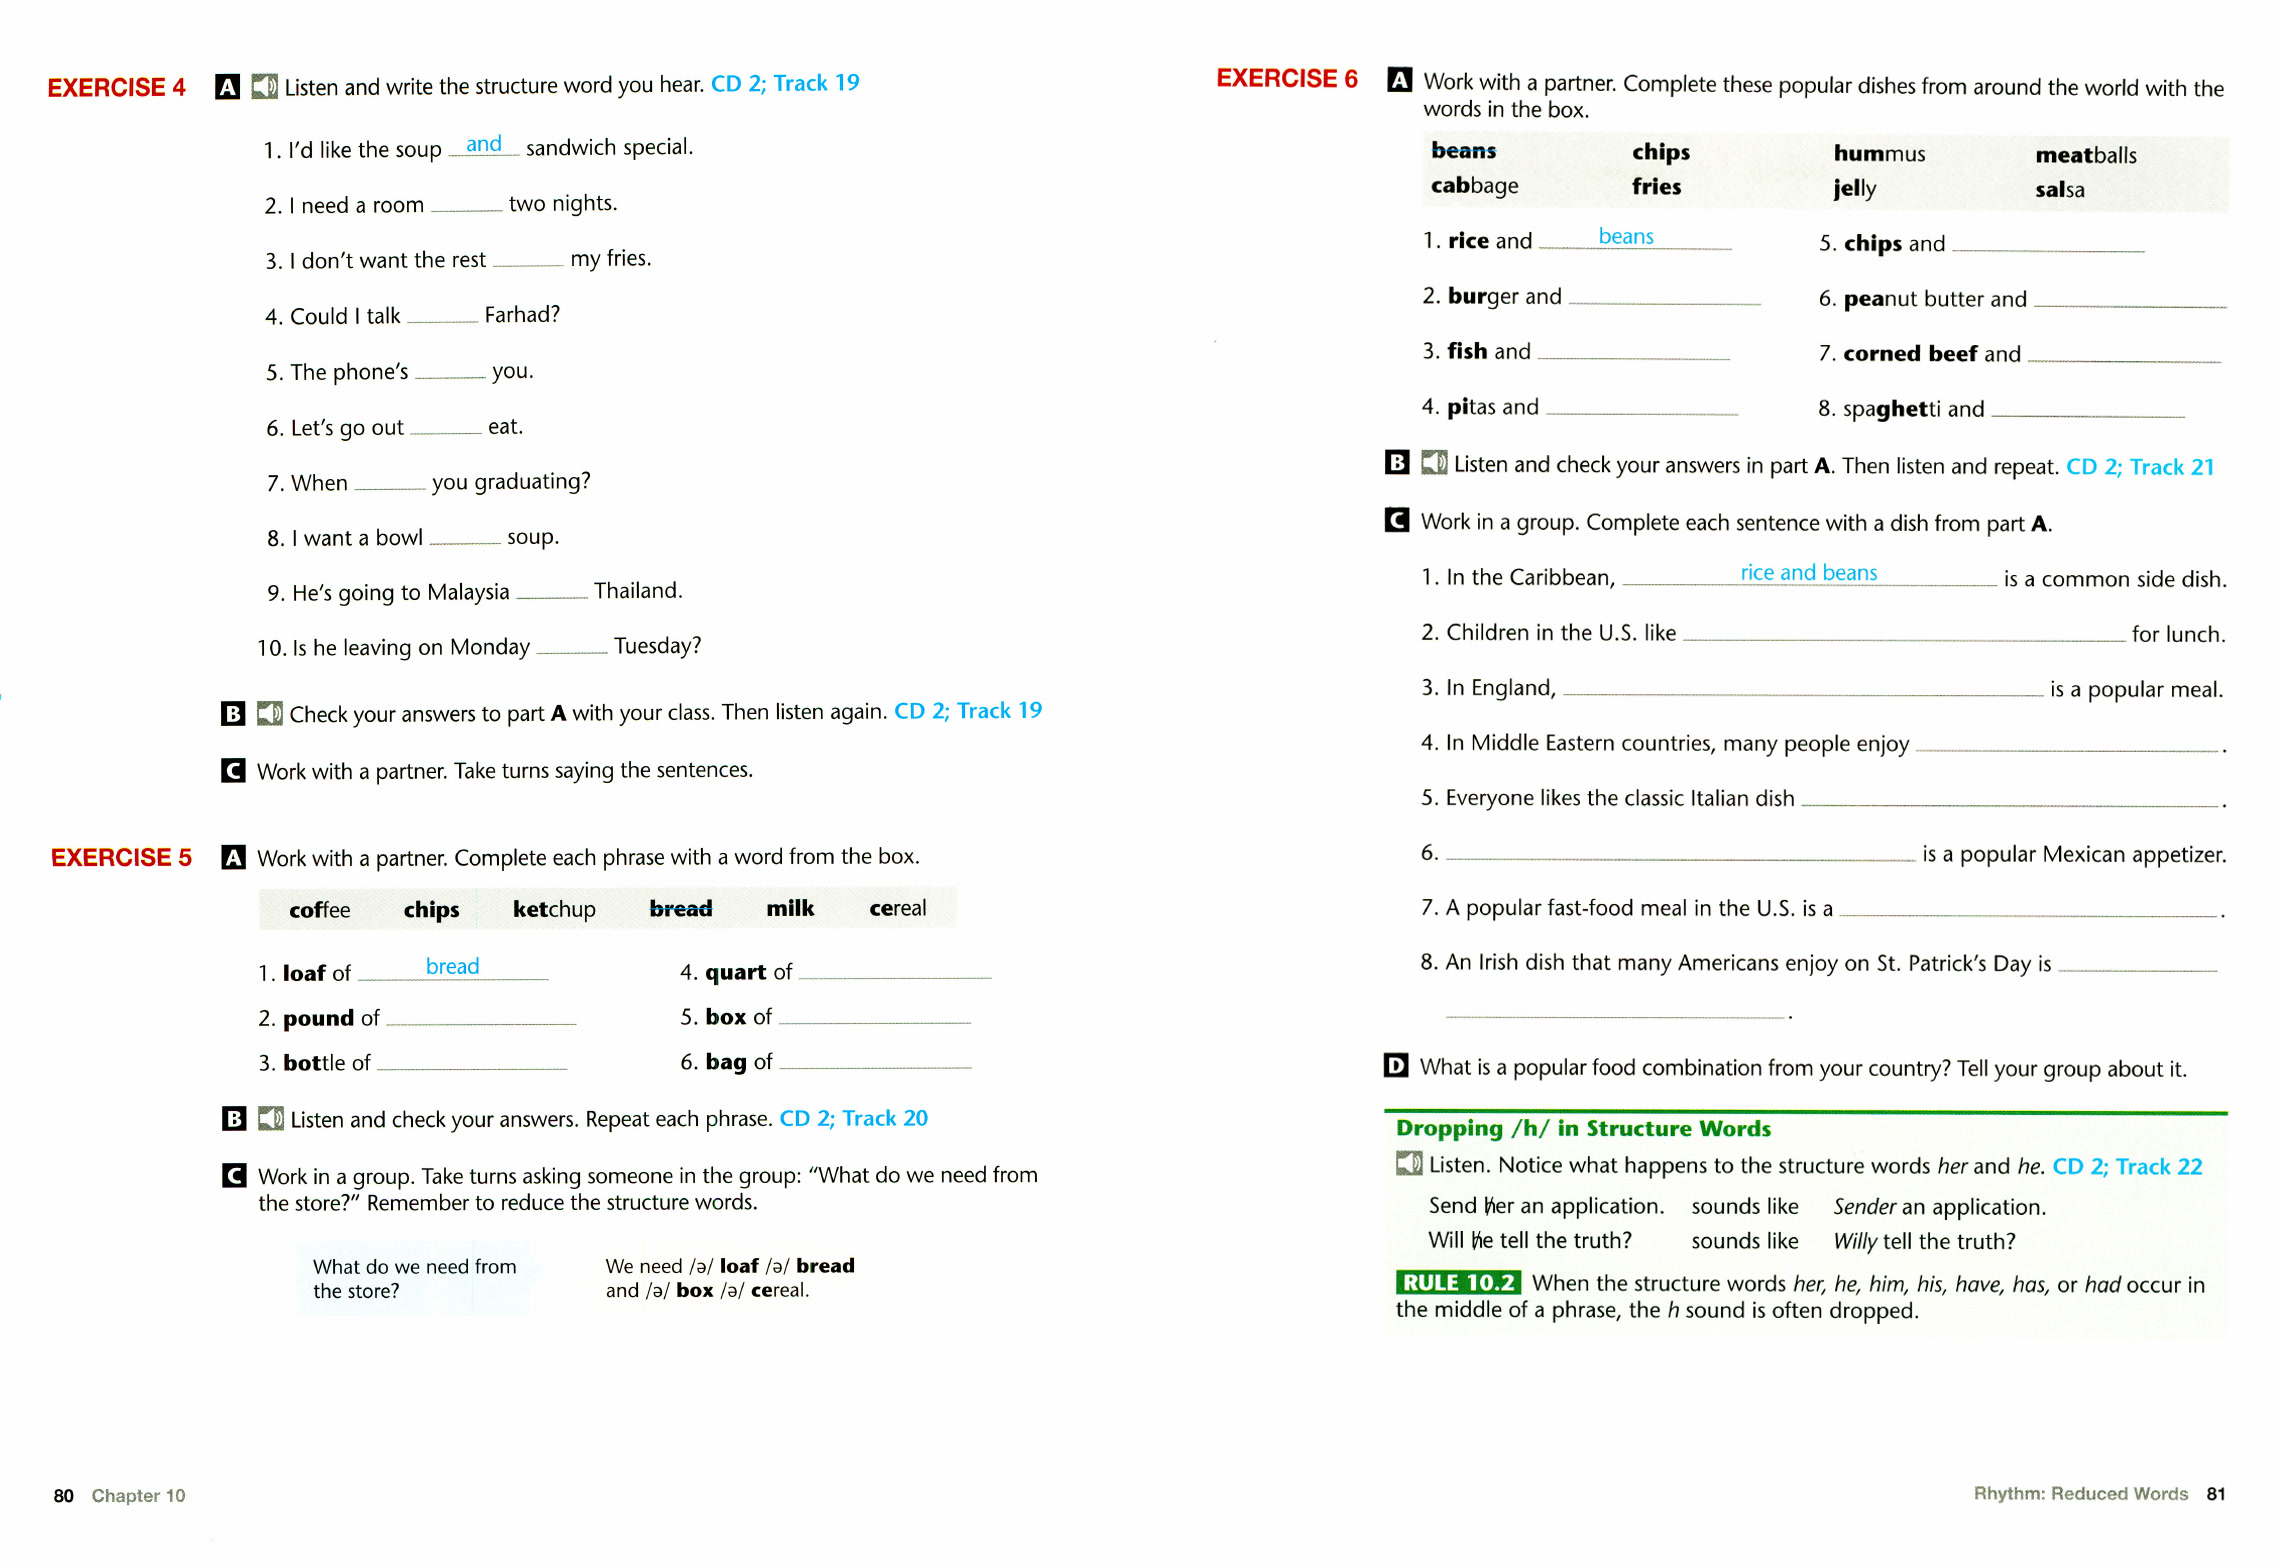 EXERCISE 4 A Listen and write the structure word you hear. CD 2; Track 19
1. I'd like the soup and sandwich special.
2. I need a room ______ two nights.
3. I don't want the rest ______ my fries.
4. Could I talk ______ Farhad?
5. The phone's ______ you.
6. Let's go out ______ eat.
7. When ______ you graduating?
8. I want a bowl ______ soup.
9. He's going to Malaysia ______ Thailand.
10. Is he leaving on Monday ______ Tuesday?
B Check your answers to part A with your class. Then listen again. CD 2; Track 19
C Work with a partner. Take turns saying the sentences.
EXERCISE 5 A Work with a partner. Complete each phrase with a word from the box.
coffee chips ketchup bread milk cereal
1. loaf of bread
2. pound of ______
3. bottle of ______
4. quart of ______
5. box of ______
6. bag of ______
B Listen and check your answers. Repeat each phrase. CD 2; Track 20
C Work in a group. Take turns asking someone in the group: "What do we need from
the store?" Remember to reduce the structure words.
What do we need from
the store?
We need /ə/ loaf /ə/ bread
and /ə/ box /ə/ cereal.
80 Chapter 10
EXERCISE 6 A Work with a partner. Complete these popular dishes from around the world with the
words in the box.
beans chips hummus meatballs
cabbage fries jelly salsa
1. rice and beans
2. burger and ______
3. fish and ______
4. pitas and ______
5. chips and ______
6. peanut butter and ______
7. corned beef and ______
8. spaghetti and ______
B Listen and check your answers in part A. Then listen and repeat. CD 2; Track 21
C Work in a group. Complete each sentence with a dish from part A.
1. In the Caribbean, rice and beans is a common side dish.
2. Children in the U.S. like ______ for lunch.
3. In England, ______ is a popular meal.
4. In Middle Eastern countries, many people enjoy ______.
5. Everyone likes the classic Italian dish ______.
6. ______ is a popular Mexican appetizer.
7. A popular fast-food meal in the U.S. is a ______.
8. An Irish dish that many Americans enjoy on St. Patrick's Day is ______
______.
D What is a popular food combination from your country? Tell your group about it.
Dropping /h/ in Structure Words
Listen. Notice what happens to the structure words her and he. CD 2; Track 22
Send her an application. sounds like Sender an application.
Will he tell the truth? sounds like Willy tell the truth?
RULE 10.2 When the structure words her, he, him, his, have, has, or had occur in
the middle of a phrase, the h sound is often dropped.
Rhythm: Reduced Words 81